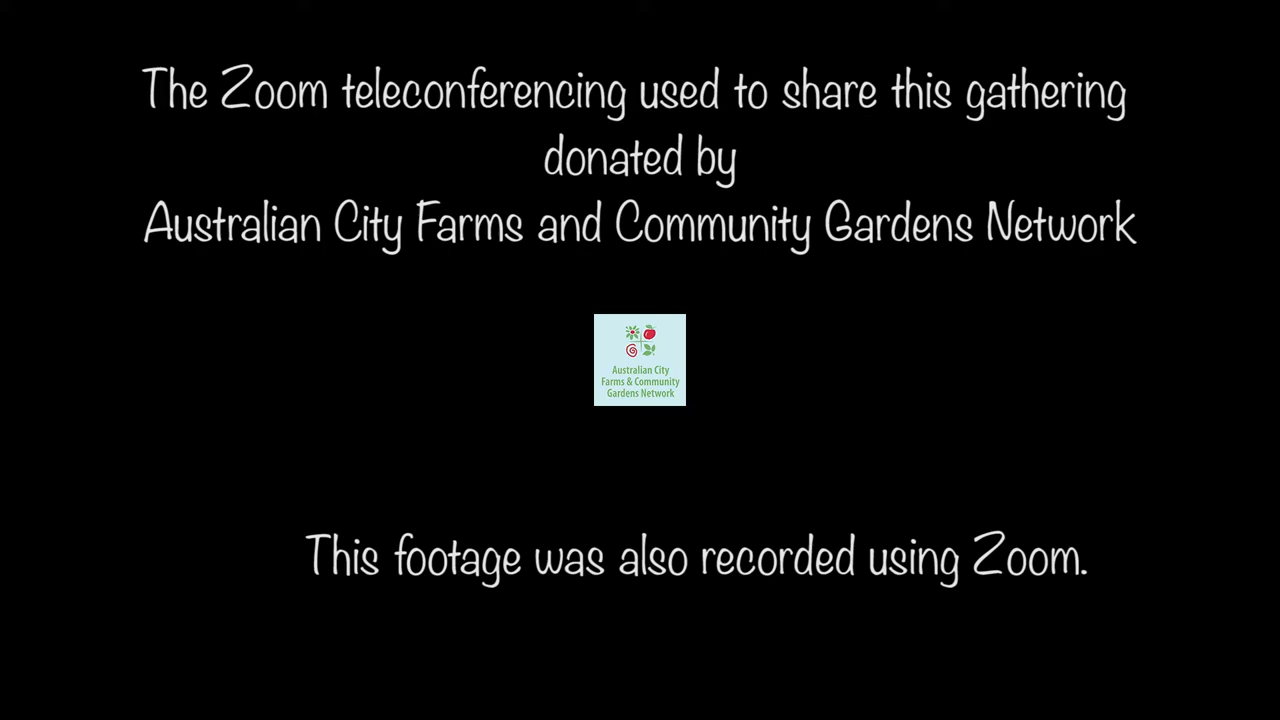 The Zoom teleconferencing used to share this gathering
donated by
Australian City Farms and Community Gardens Network
Australian City
Farms & Community
Gardens Network
This footage was also recorded using Zoom.